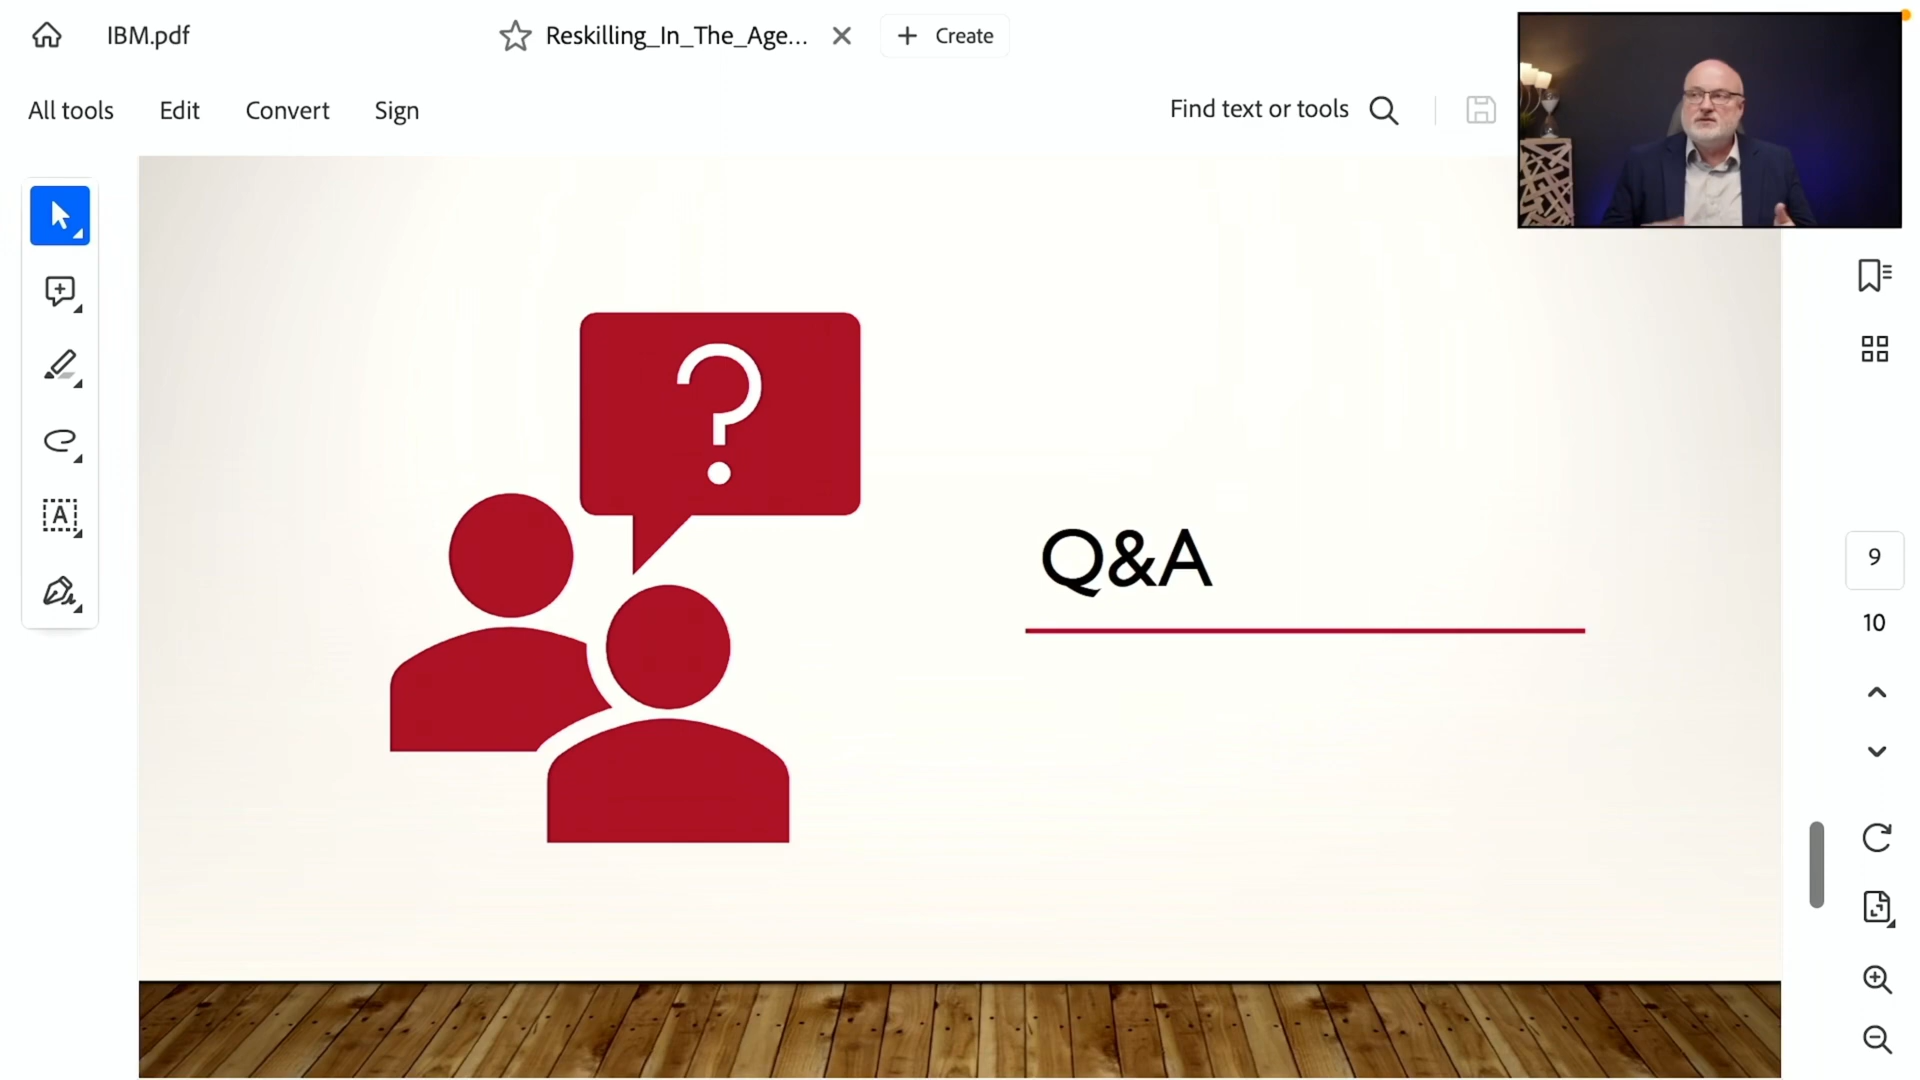 IBM.pdf
Reskilling_In_The_Age...
Create
All tools
Edit
Convert
Sign
Find text or tools
?
Q&A
9
10